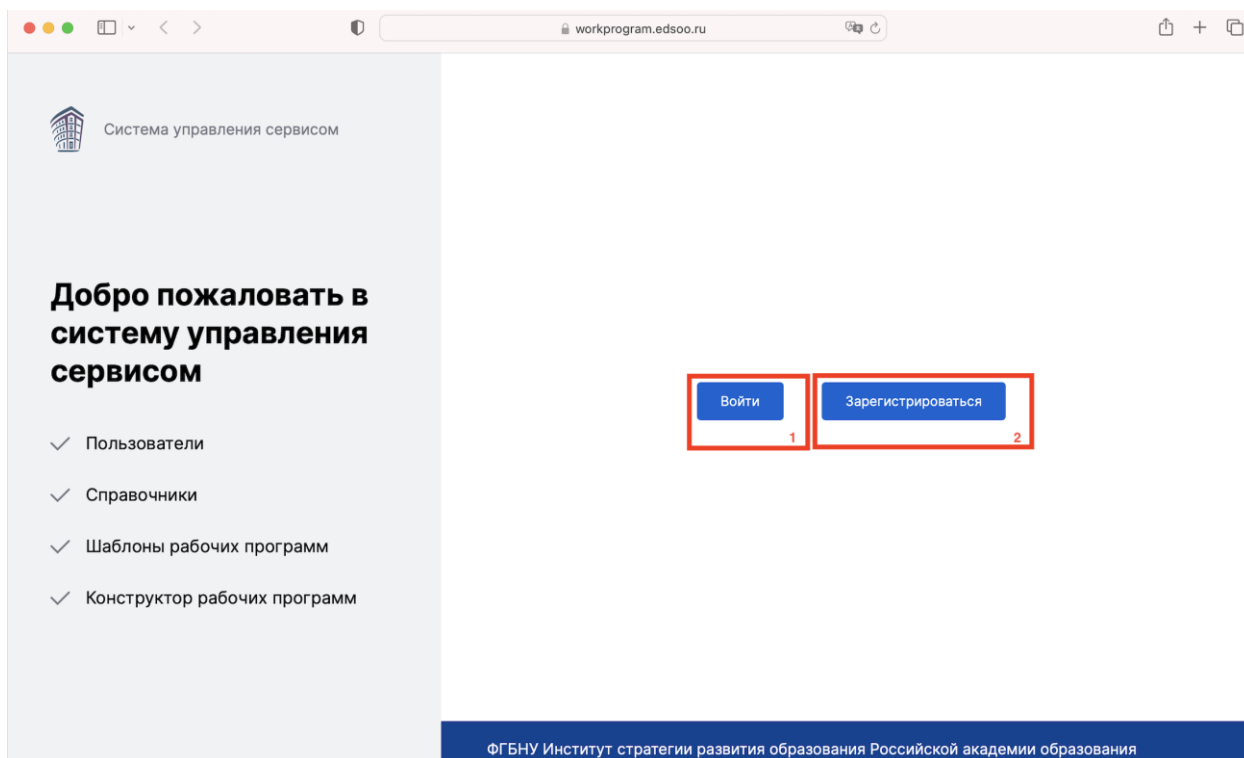 workprogram.edsoo.ru
Система управления сервисом
Добро пожаловать в
систему управления
сервисом
Пользователи
Справочники
Шаблоны рабочих программ
Конструктор рабочих программ
Войти
1
Зарегистрироваться
2
ФГБНУ Институт стратегии развития образования Российской академии образования